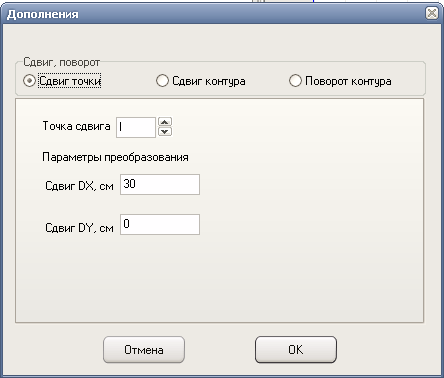 Дополнения
Сдвиг, поворот
Сдвиг точки
Сдвиг контура
Поворот контура
Точка сдвига
Параметры преобразования
Сдвиг DX, см 30
Сдвиг DY, см 0
Отмена
OK